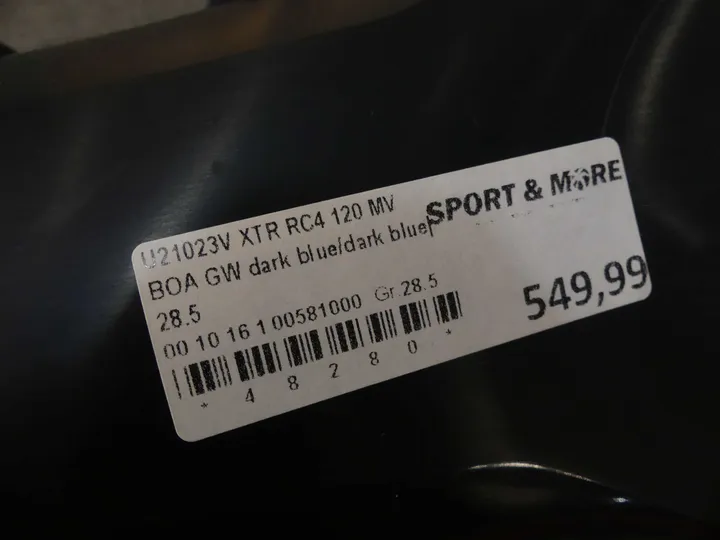 SPORT & MORE
U21023V XTR RC4 120 MV
BOA GW dark blue/dark blue|
28.5
549,99
00 10 16 1 00581000 Gr.28.5
* 4 8 2 8 0 *